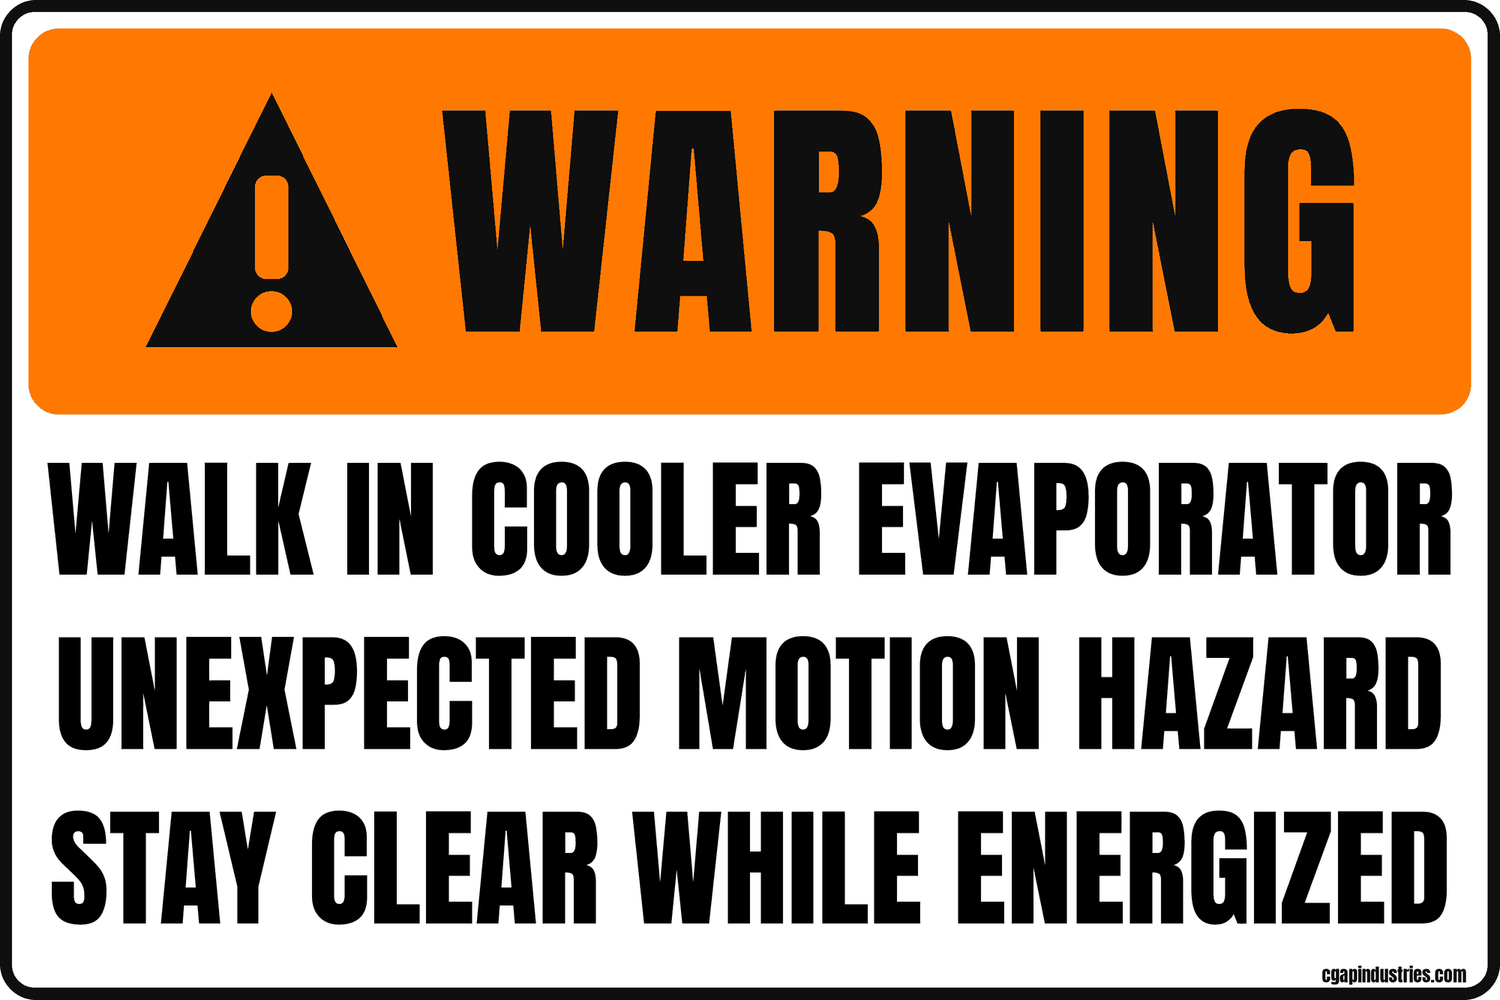 WARNING
WALK IN COOLER EVAPORATOR
UNEXPECTED MOTION HAZARD
STAY CLEAR WHILE ENERGIZED
cgapindustries.com